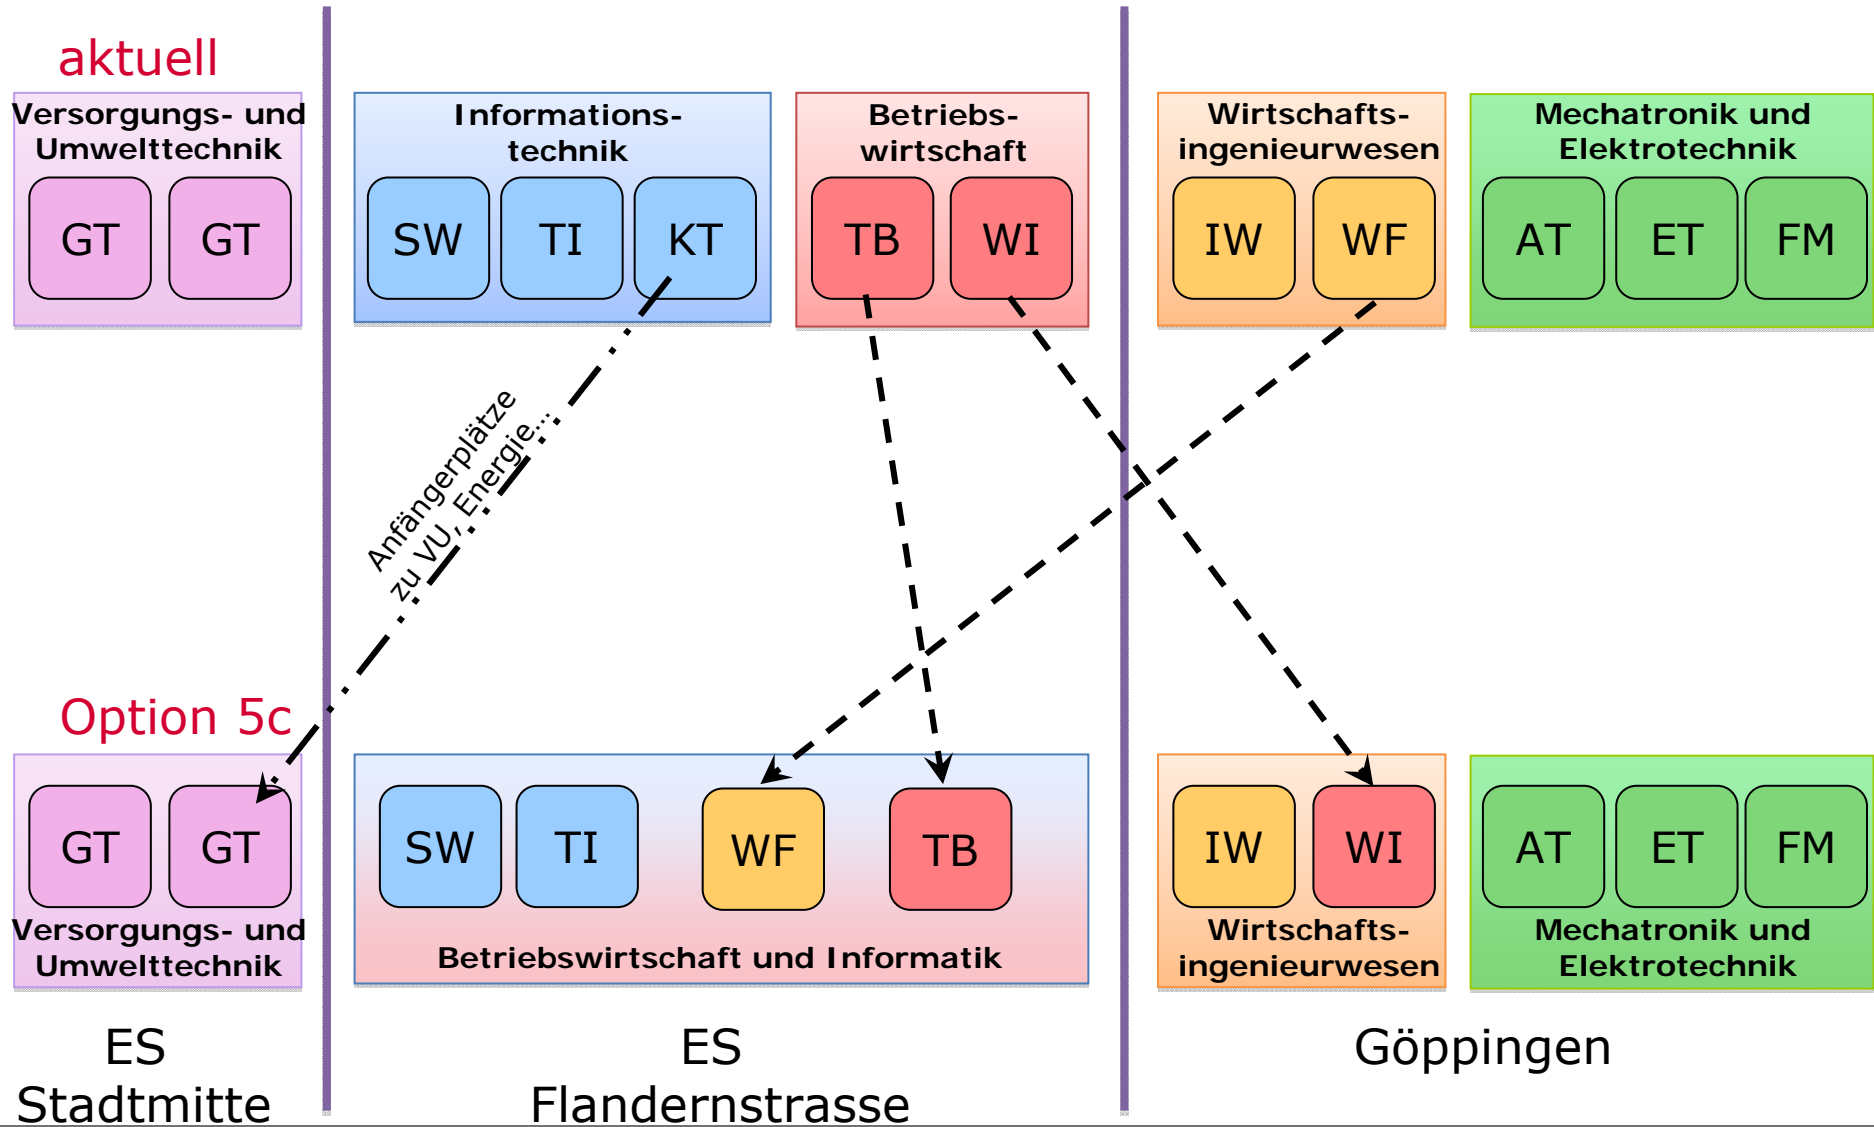 aktuell
Versorgungs- und
Umwelttechnik
GT GT
Informations-
technik
SW TI KT
Betriebs-
wirtschaft
TB WI
Wirtschafts-
ingenieurwesen
IW WF
Mechatronik und
Elektrotechnik
AT ET FM
Anfängerplätze
zu VU, Energie...
Option 5c
GT GT
Versorgungs- und
Umwelttechnik
SW TI WF TB
Betriebswirtschaft und Informatik
IW WI
Wirtschafts-
ingenieurwesen
AT ET FM
Mechatronik und
Elektrotechnik
ES
Stadtmitte
ES
Flandernstrasse
Göppingen